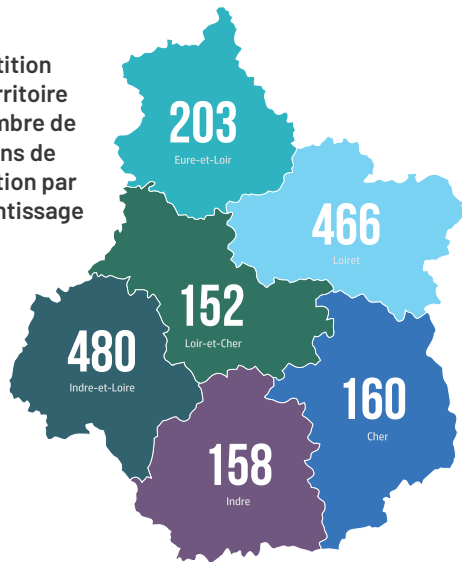 tition
rritoire
mbre de
ns de
tion par
ntissage
203
Eure-et-Loir
466
Loiret
152
Loir-et-Cher
480
Indre-et-Loire
160
Cher
158
Indre